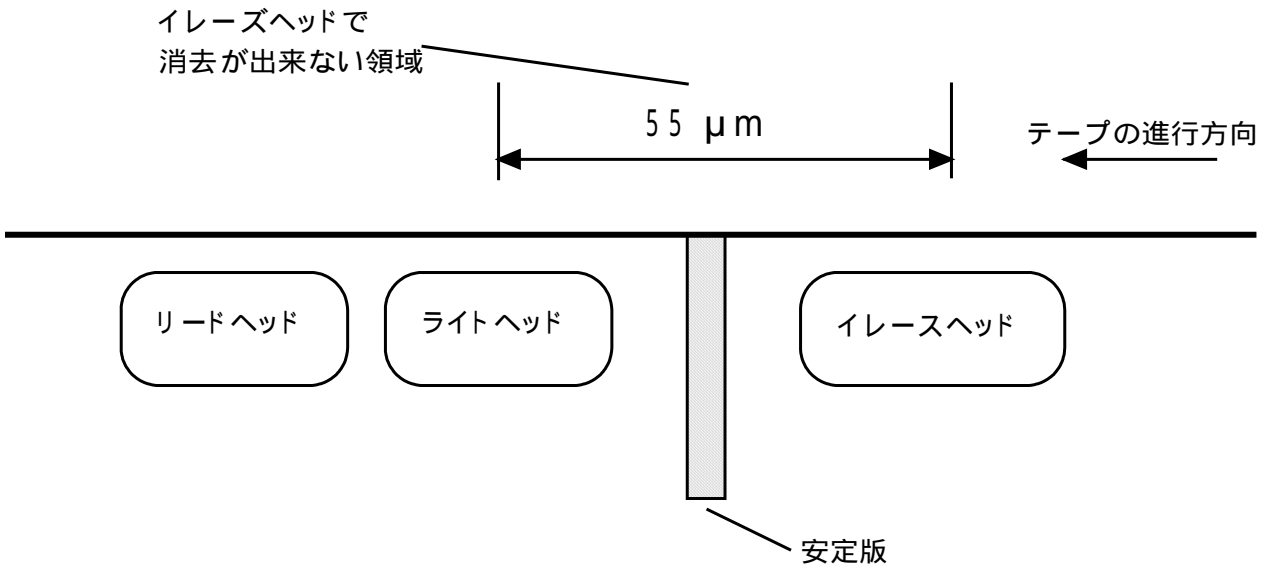 イレーズヘッドで
消去が出来ない領域
55 μm
テープの進行方向
リードヘッド
ライトヘッド
イレースヘッド
安定版